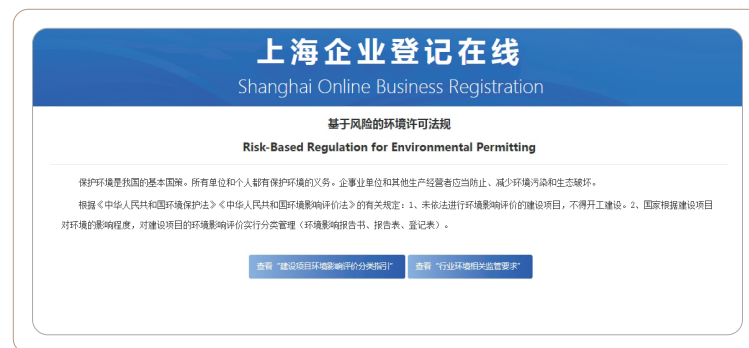 上海企业登记在线
Shanghai Online Business Registration
基于风险的环境许可法规
Risk-Based Regulation for Environmental Permitting
保护环境是我国的基本国策。所有单位和个人都有保护环境的义务。企事业单位和其他生产经营者应当防止、减少环境污染和生态破坏。
根据《中华人民共和国环境保护法》《中华人民共和国环境影响评价法》的有关规定：1、未依法进行环境影响评价的建设项目，不得开工建设。2、国家根据建设项目
对环境的影响程度，对建设项目的环境影响评价实行分类管理（环境影响报告书、报告表、登记表）。
查看“建设项目环境影响评价分类指引” 查看“行业环境相关监管要求”